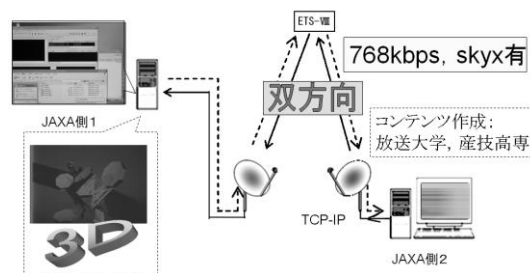 ETS-Ⅷ
768kbps, skyx有
双方向
JAXA側1
コンテンツ作成:
放送大学, 産技高専
3D
TCP-IP
JAXA側2